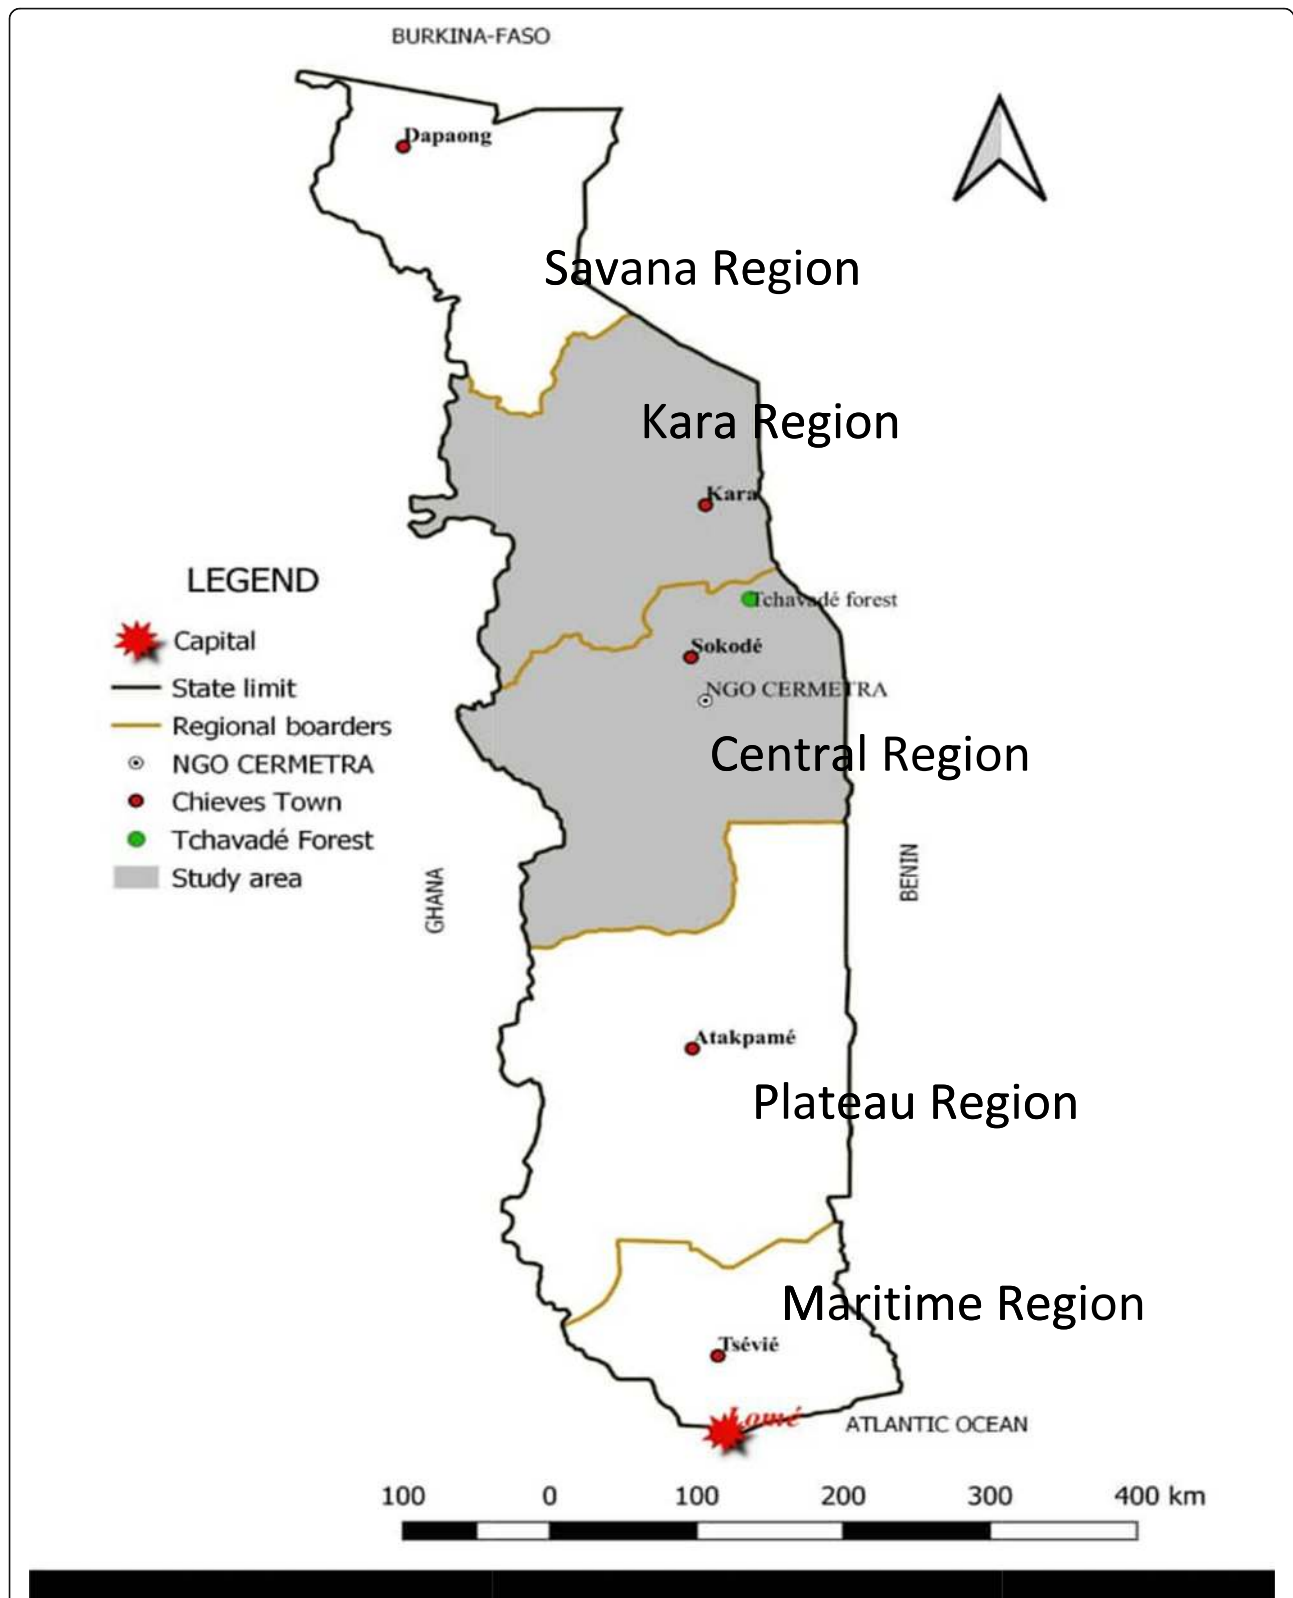 BURKINA-FASO
Dapaong
Savana Region
Kara Region
Kara
Tchavadé forest
Sokodé
NGO CERMETRA
Central Region
LEGEND
Capital
State limit
Regional boarders
NGO CERMETRA
Chieves Town
Tchavadé Forest
Study area
GHANA
BENIN
Atakpamé
Plateau Region
Maritime Region
Tsévié
Lomé
ATLANTIC OCEAN
100 0 100 200 300 400 km